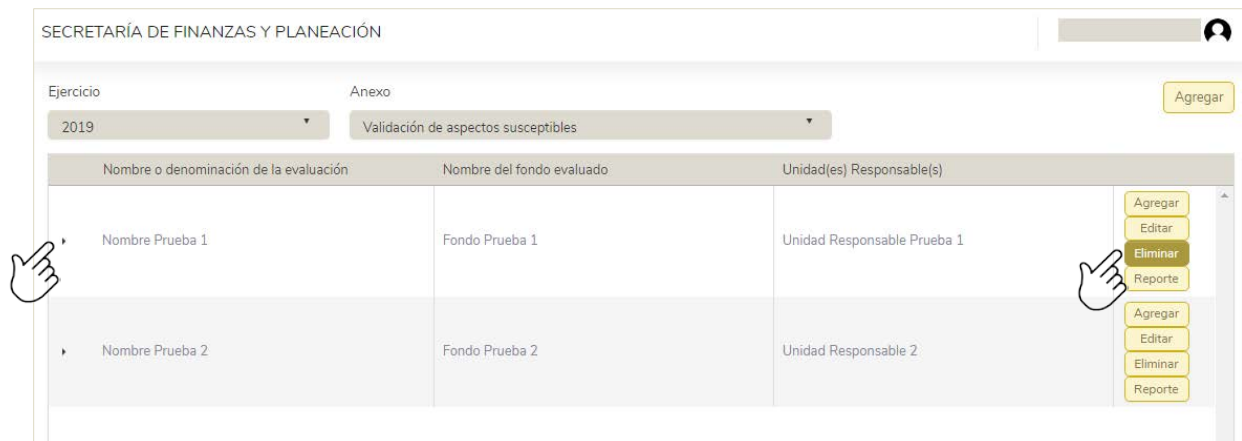 SECRETARÍA DE FINANZAS Y PLANEACIÓN
Ejercicio Anexo
Agregar
2019 Validación de aspectos susceptibles
Nombre o denominación de la evaluación Nombre del fondo evaluado Unidad(es) Responsable(s)
Nombre Prueba 1 Fondo Prueba 1 Unidad Responsable Prueba 1
Agregar
Editar
Eliminar
Reporte
Nombre Prueba 2 Fondo Prueba 2 Unidad Responsable 2
Agregar
Editar
Eliminar
Reporte